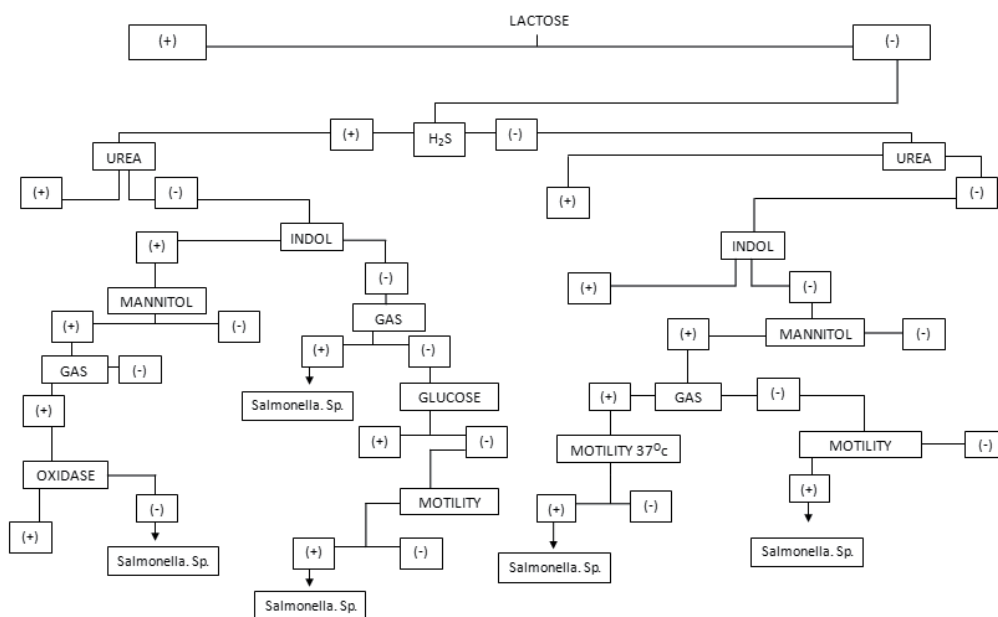 LACTOSE
(+)
(-)
(+)
H₂S
(-)
UREA
UREA
(+)
(-)
(+)
(-)
(+)
INDOL
INDOL
(-)
(+)
(-)
MANNITOL
GAS
(+)
(-)
(+)
MANNITOL
(-)
(+)
(-)
GAS
(-)
GLUCOSE
(+)
GAS
(-)
(+)
Salmonella. Sp.
(+)
(-)
MOTILITY 37⁰c
MOTILITY
(-)
OXIDASE
(+)
(-)
MOTILITY
(+)
(-)
(+)
(+)
(-)
Salmonella. Sp.
(+)
(-)
Salmonella. Sp.
Salmonella. Sp.
Salmonella. Sp.